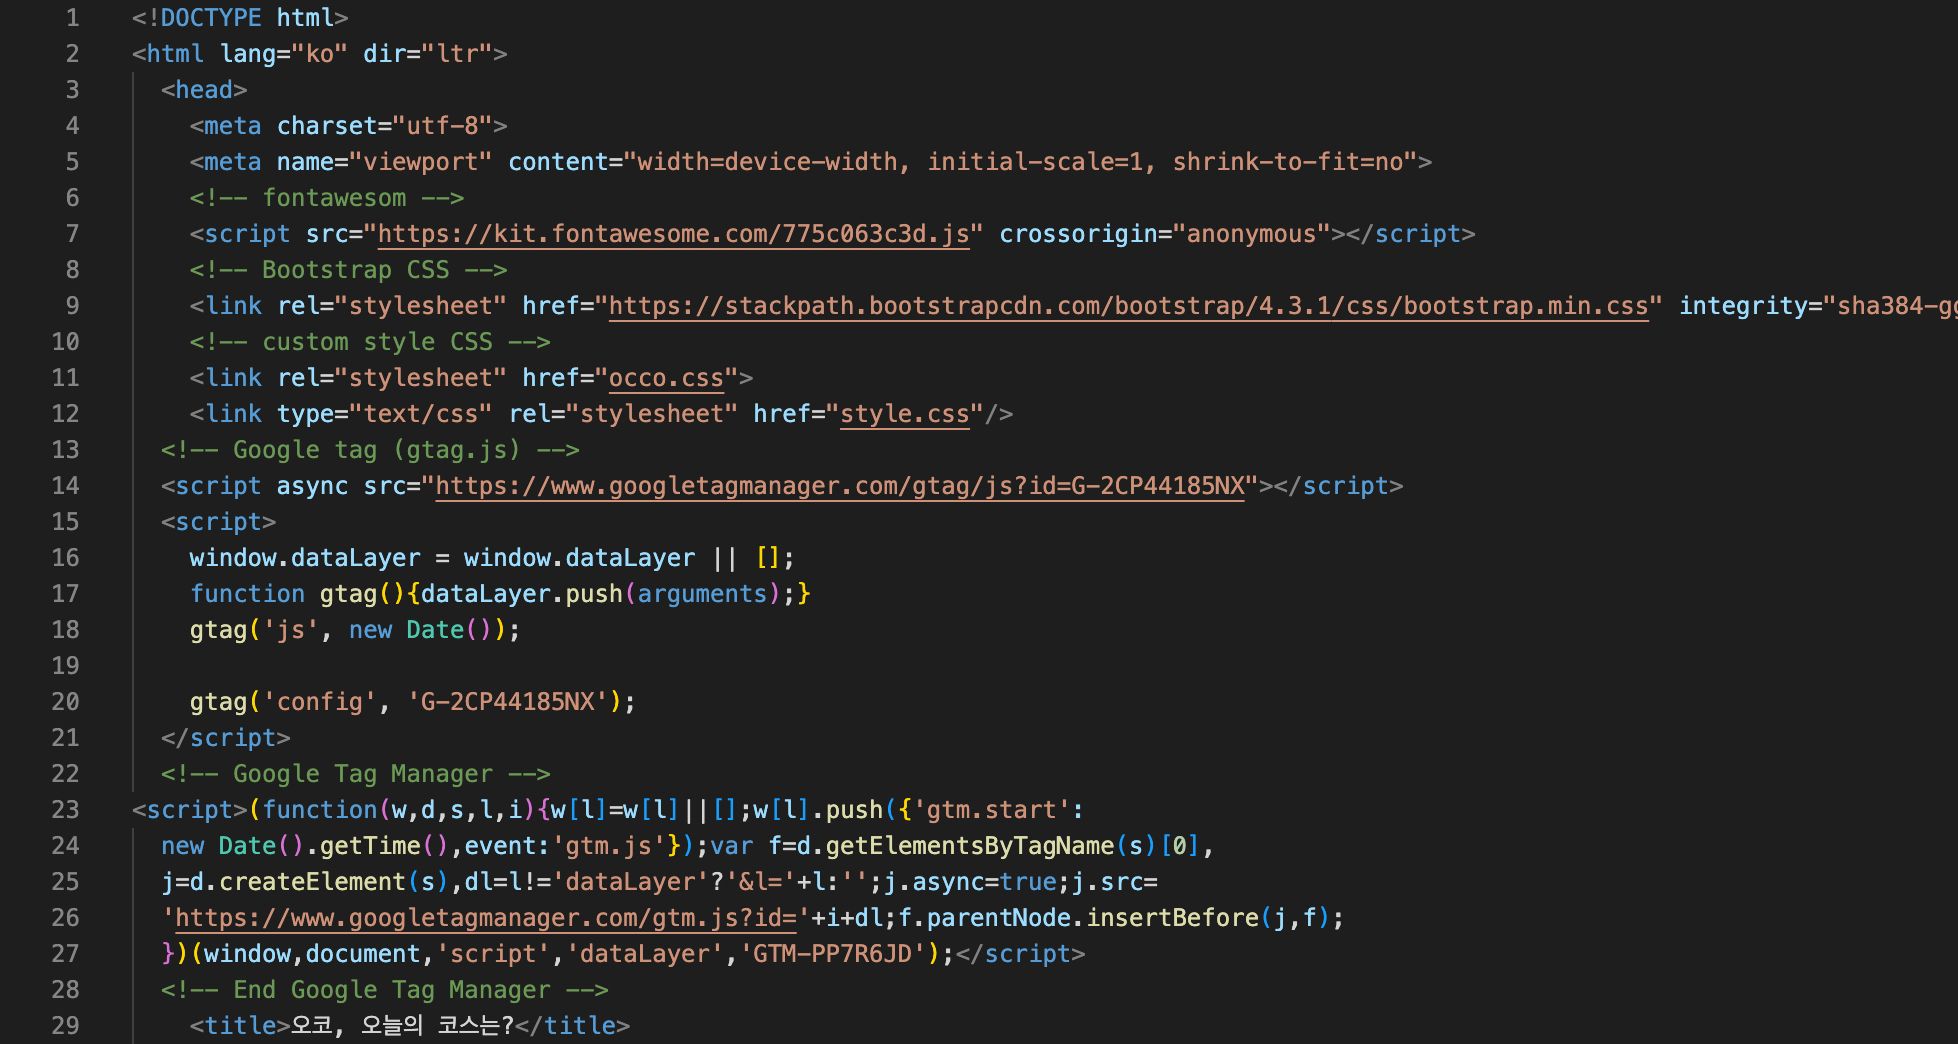 1 <!DOCTYPE html>
2 <html lang="ko" dir="ltr">
3 <head>
4 <meta charset="utf-8">
5 <meta name="viewport" content="width=device-width, initial-scale=1, shrink-to-fit=no">
6 <!-- fontawesom -->
7 <script src="https://kit.fontawesome.com/775c063c3d.js" crossorigin="anonymous"></script>
8 <!-- Bootstrap CSS -->
9 <link rel="stylesheet" href="https://stackpath.bootstrapcdn.com/bootstrap/4.3.1/css/bootstrap.min.css" integrity="sha384-gg
10 <!-- custom style CSS -->
11 <link rel="stylesheet" href="occo.css">
12 <link type="text/css" rel="stylesheet" href="style.css"/>
13 <!-- Google tag (gtag.js) -->
14 <script async src="https://www.googletagmanager.com/gtag/js?id=G-2CP44185NX"></script>
15 <script>
16 window.dataLayer = window.dataLayer || [];
17 function gtag(){dataLayer.push(arguments);}
18 gtag('js', new Date());
19
20 gtag('config', 'G-2CP44185NX');
21 </script>
22 <!-- Google Tag Manager -->
23 <script>(function(w,d,s,l,i){w[l]=w[l]||[];w[l].push({'gtm.start':
24 new Date().getTime(),event:'gtm.js'});var f=d.getElementsByTagName(s)[0],
25 j=d.createElement(s),dl=l!='dataLayer'?'&l='+l:'';j.async=true;j.src=
26 'https://www.googletagmanager.com/gtm.js?id='+i+dl;f.parentNode.insertBefore(j,f);
27 })(window,document,'script','dataLayer','GTM-PP7R6JD');</script>
28 <!-- End Google Tag Manager -->
29 <title>오코, 오늘의 코스는?</title>